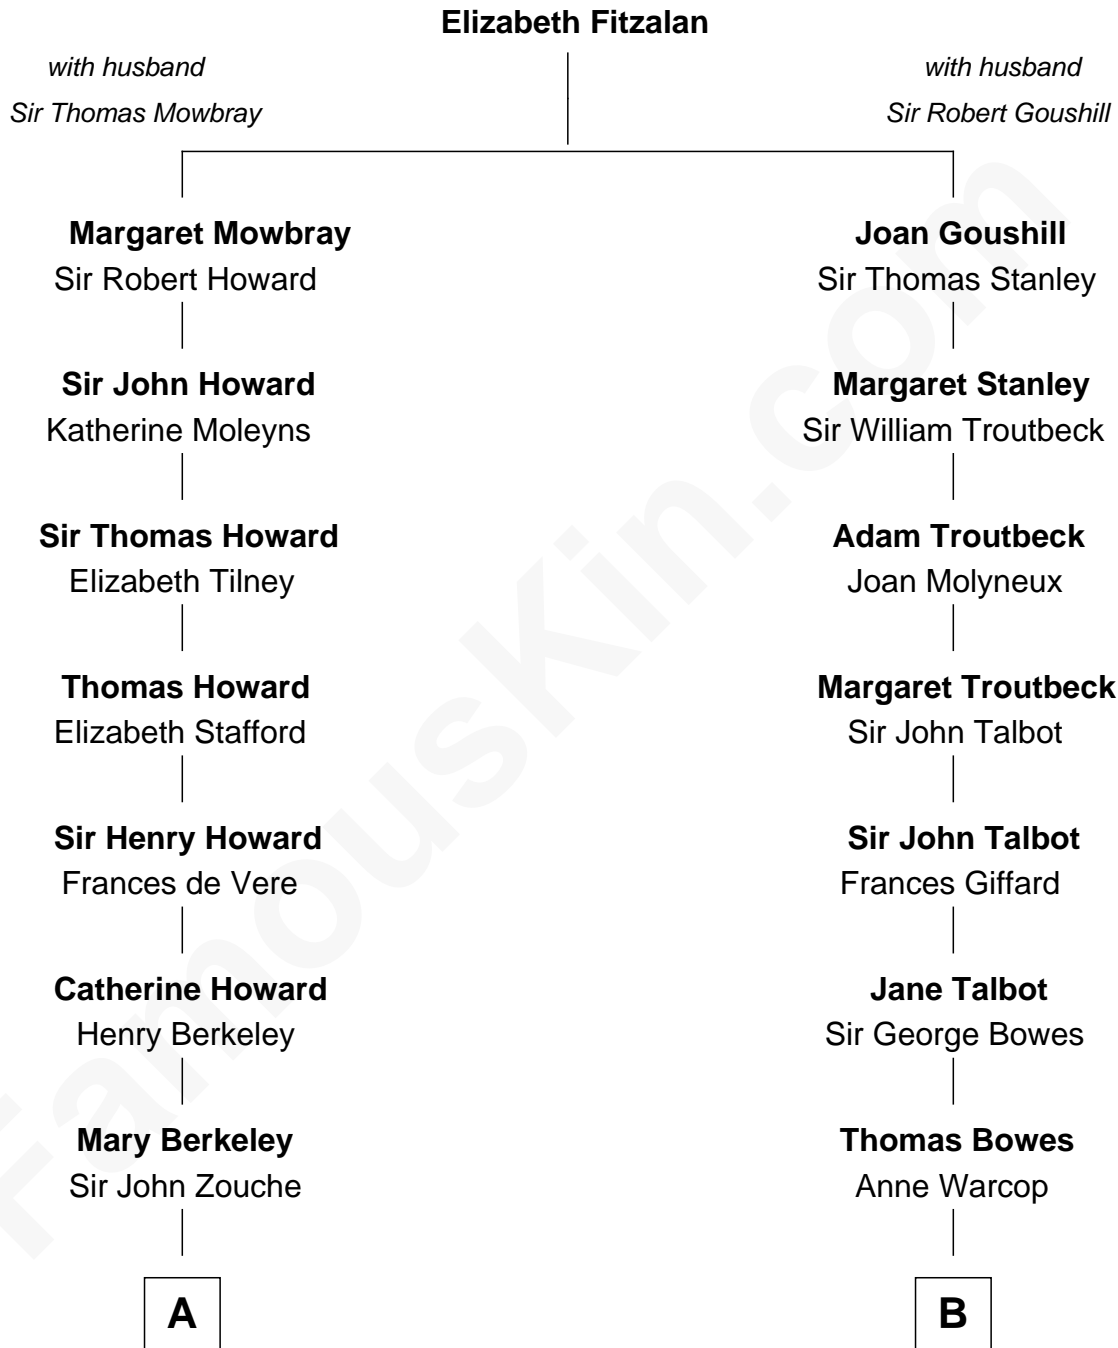 Elizabeth Fitzalan
with husband
Sir Thomas Mowbray
with husband
Sir Robert Goushill
Margaret Mowbray
Sir Robert Howard
Joan Goushill
Sir Thomas Stanley
Sir John Howard
Katherine Moleyns
Margaret Stanley
Sir William Troutbeck
Sir Thomas Howard
Elizabeth Tilney
Adam Troutbeck
Joan Molyneux
Thomas Howard
Elizabeth Stafford
Margaret Troutbeck
Sir John Talbot
Sir Henry Howard
Frances de Vere
Sir John Talbot
Frances Giffard
Catherine Howard
Henry Berkeley
Jane Talbot
Sir George Bowes
Mary Berkeley
Sir John Zouche
Thomas Bowes
Anne Warcop
A
B
FamousKin.com